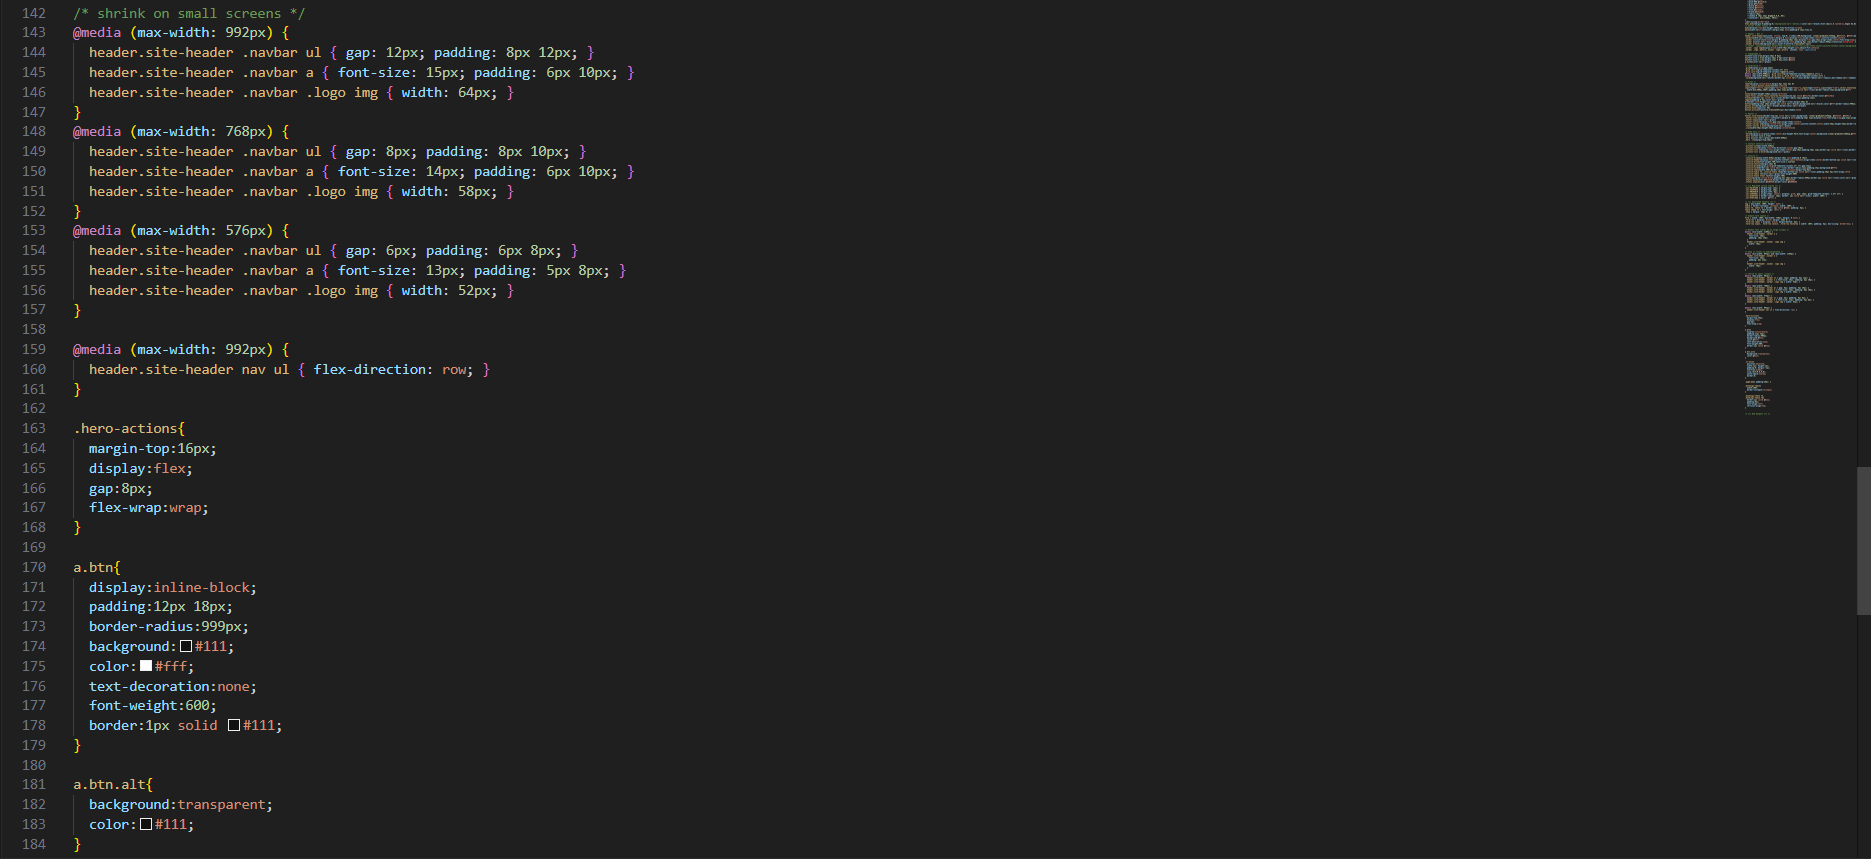 142 /* shrink on small screens */
143 @media (max-width: 992px) {
144   header.site-header .navbar ul { gap: 12px; padding: 8px 12px; }
145   header.site-header .navbar a { font-size: 15px; padding: 6px 10px; }
146   header.site-header .navbar .logo img { width: 64px; }
147 }
148 @media (max-width: 768px) {
149   header.site-header .navbar ul { gap: 8px; padding: 8px 10px; }
150   header.site-header .navbar a { font-size: 14px; padding: 6px 10px; }
151   header.site-header .navbar .logo img { width: 58px; }
152 }
153 @media (max-width: 576px) {
154   header.site-header .navbar ul { gap: 6px; padding: 6px 8px; }
155   header.site-header .navbar a { font-size: 13px; padding: 5px 8px; }
156   header.site-header .navbar .logo img { width: 52px; }
157 }
158
159 @media (max-width: 992px) {
160   header.site-header nav ul { flex-direction: row; }
161 }
162
163 .hero-actions{
164   margin-top:16px;
165   display:flex;
166   gap:8px;
167   flex-wrap:wrap;
168 }
169
170 a.btn{
171   display:inline-block;
172   padding:12px 18px;
173   border-radius:999px;
174   background:#111;
175   color:#fff;
176   text-decoration:none;
177   font-weight:600;
178   border:1px solid #111;
179 }
180
181 a.btn.alt{
182   background:transparent;
183   color:#111;
184 }